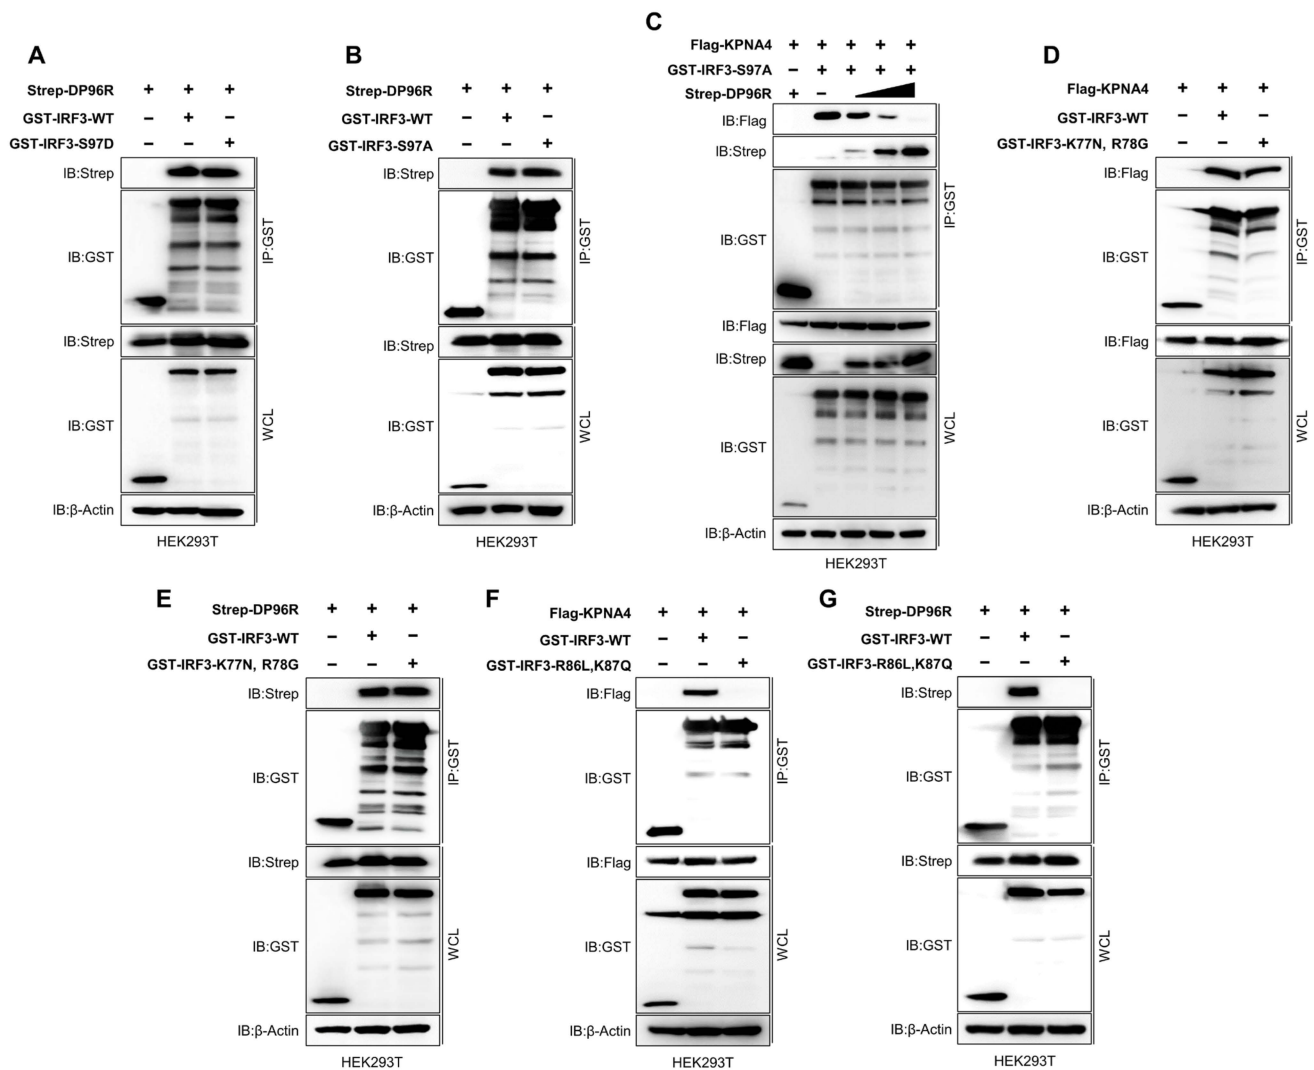 A
Strep-DP96R + + +
GST-IRF3-WT – + –
GST-IRF3-S97D – – +
IB:Strep
IB:GST
IP:GST
IB:Strep
IB:GST
WCL
IB:β-Actin
HEK293T
B
Strep-DP96R + + +
GST-IRF3-WT – + –
GST-IRF3-S97A – – +
IB:Strep
IB:GST
IP:GST
IB:Strep
IB:GST
WCL
IB:β-Actin
HEK293T
C
Flag-KPNA4 + + + + +
GST-IRF3-S97A – + + + +
Strep-DP96R + –
IB:Flag
IB:Strep
IB:GST
IP:GST
IB:Flag
IB:Strep
IB:GST
WCL
IB:β-Actin
HEK293T
D
Flag-KPNA4 + + +
GST-IRF3-WT – + –
GST-IRF3-K77N, R78G – – +
IB:Flag
IB:GST
IP:GST
IB:Flag
IB:GST
WCL
IB:β-Actin
HEK293T
E
Strep-DP96R + + +
GST-IRF3-WT – + –
GST-IRF3-K77N, R78G – – +
IB:Strep
IB:GST
IP:GST
IB:Strep
IB:GST
WCL
IB:β-Actin
HEK293T
F
Flag-KPNA4 + + +
GST-IRF3-WT – + –
GST-IRF3-R86L,K87Q – – +
IB:Flag
IB:GST
IP:GST
IB:Flag
IB:GST
WCL
IB:β-Actin
HEK293T
G
Strep-DP96R + + +
GST-IRF3-WT – + –
GST-IRF3-R86L,K87Q – – +
IB:Strep
IB:GST
IP:GST
IB:Strep
IB:GST
WCL
IB:β-Actin
HEK293T